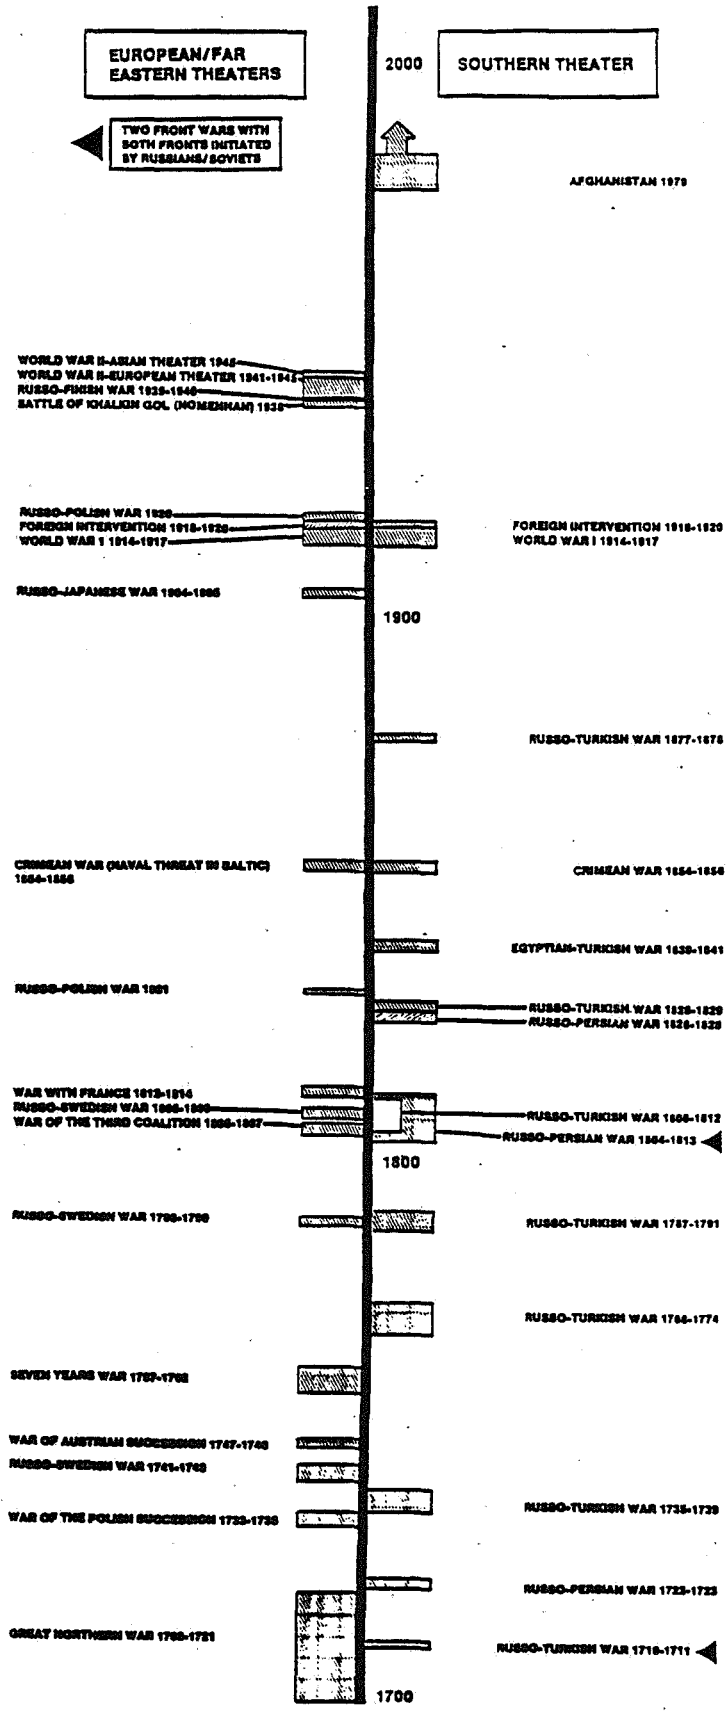 EUROPEAN/FAR
EASTERN THEATERS
2000
SOUTHERN THEATER
TWO FRONT WARS WITH
BOTH FRONTS INITIATED
BY RUSSIANS/SOVIETS
AFGHANISTAN 1979
WORLD WAR II-ASIAN THEATER 1945
WORLD WAR II-EUROPEAN THEATER 1941-1945
RUSSO-FINISH WAR 1939-1940
BATTLE OF KHALKIN GOL (NOMENHAN)
RUSSO-POLISH WAR 1920
FOREIGN INTERVENTION 1918-1920
WORLD WAR 1 1914-1917
FOREIGN INTERVENTION 1918-1920
WORLD WAR I 1914-1917
RUSSO-JAPANESE WAR 1904-1905
1900
RUSSO-TURKISH WAR 1877-1878
CRIMEAN WAR (NAVAL THREAT IN BALTIC)
1854-1856
CRIMEAN WAR 1854-1856
EGYPTIAN-TURKISH WAR 1839-1841
RUSSO-POLISH WAR 1831
RUSSO-TURKISH WAR 1828-1829
RUSSO-PERSIAN WAR 1826-1828
WAR WITH FRANCE 1812-1814
RUSSO-SWEDISH WAR 1808-1809
WAR OF THE THIRD COALITION 1805-1807
RUSSO-TURKISH WAR 1806-1812
RUSSO-PERSIAN WAR 1804-1813
1800
RUSSO-SWEDISH WAR 1788-1790
RUSSO-TURKISH WAR 1787-1791
RUSSO-TURKISH WAR 1768-1774
SEVEN YEARS WAR 1757-1762
WAR OF AUSTRIAN SUCCESSION 1747-1748
RUSSO-SWEDISH WAR 1741-1743
RUSSO-TURKISH WAR 1735-1739
WAR OF THE POLISH SUCCESSION 1733-1735
RUSSO-PERSIAN WAR 1722-1723
GREAT NORTHERN WAR 1700-1721
RUSSO-TURKISH WAR 1710-1711
1700